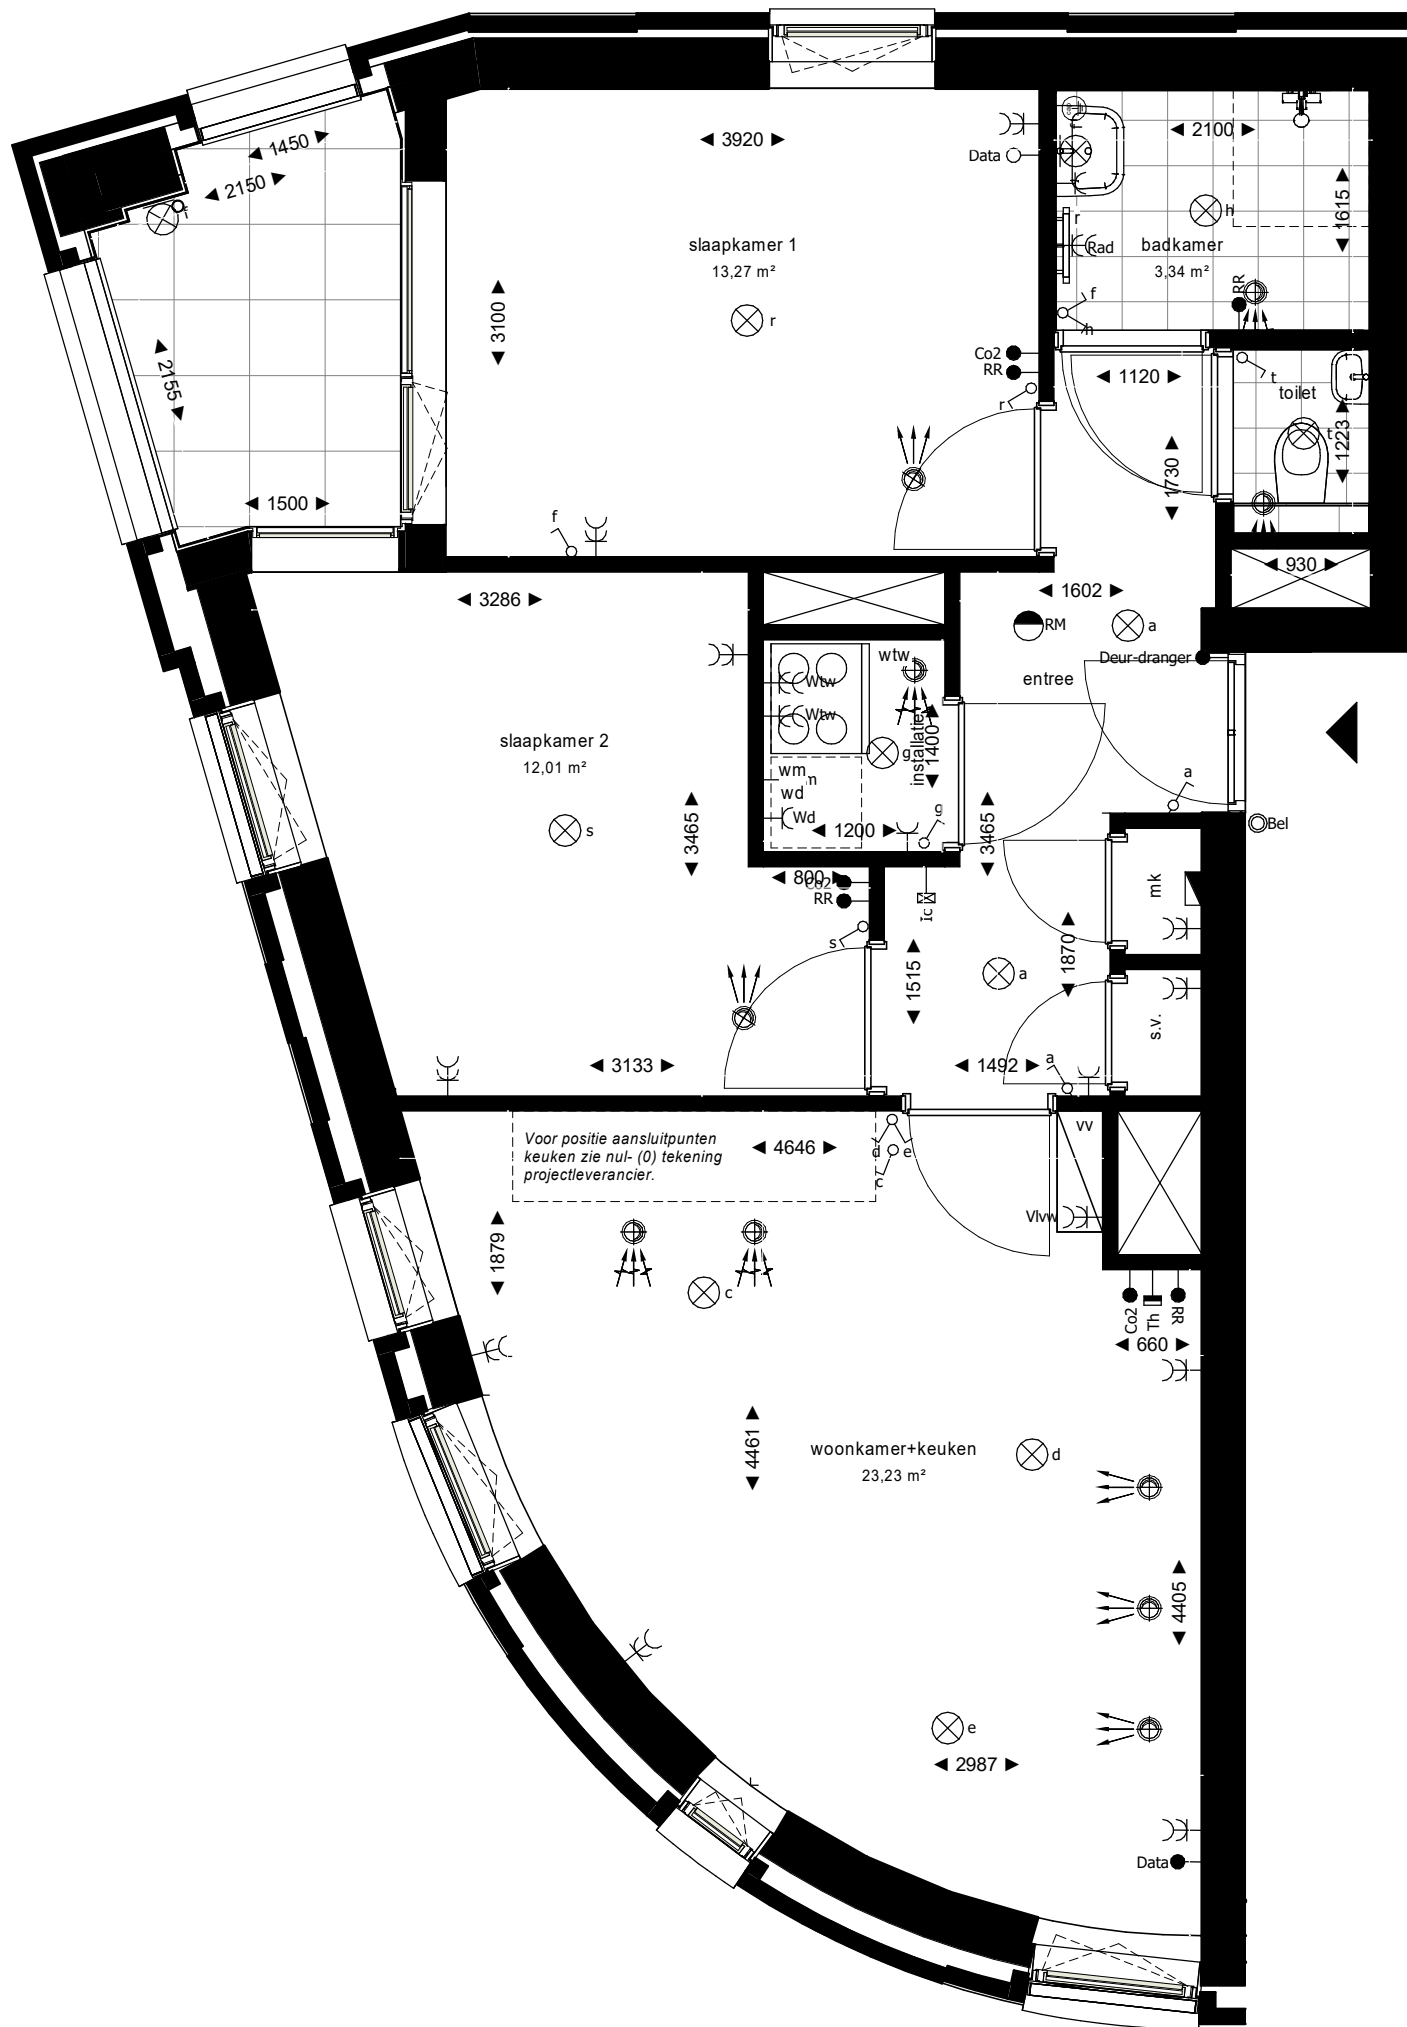 1450
2150
f
2155
1500
3920
Data
slaapkamer 1
13,27 m²
3100
r
Co2
RR
r
f
2100
1615
h
r
Rad
badkamer
3,34 m²
RR
f
h
1120
t
toilet
t
1223
1730
930
3286
1602
RM
a
Deur-dranger
entree
wtw
Wtw
Wtw
installatie
1400
g
wm
wd
Wd
1200
g
slaapkamer 2
12,01 m²
s
3465
3465
a
Bel
800
Co2
RR
s
mk
1870
1515
a
s.v.
3133
1492
a
Voor positie aansluitpunten
keuken zie nul- (0) tekening
projectleverancier.
4646
d
e
c
vv
Vlvw
1879
c
Co2
Th
RR
660
4461
woonkamer+keuken
23,23 m²
d
4405
e
2987
Data